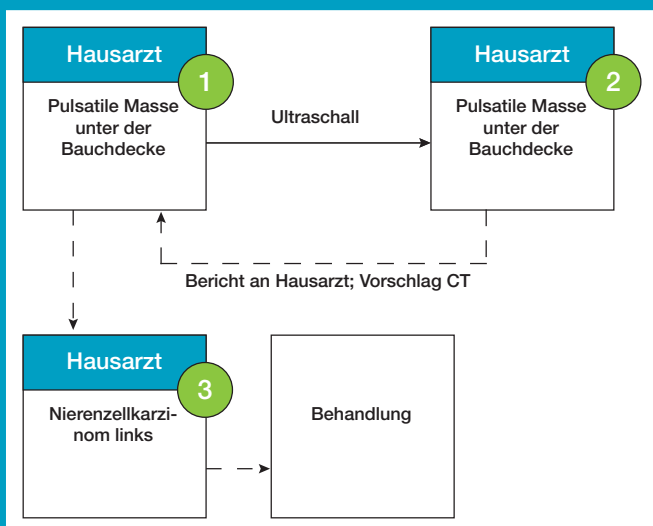 Hausarzt
1
Pulsatile Masse
unter der
Bauchdecke
Ultraschall
Hausarzt
2
Pulsatile Masse
unter der
Bauchdecke
Bericht an Hausarzt; Vorschlag CT
Hausarzt
3
Nierenzellkarzi-
nom links
Behandlung